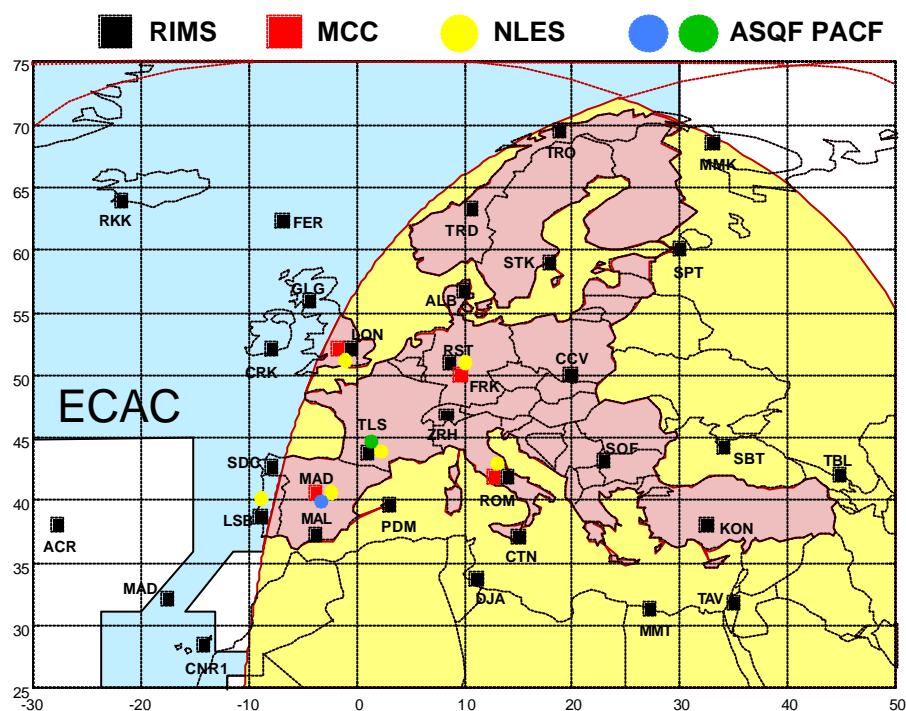 RIMS MCC NLES ASQF PACF
75
70
65
60
55
50
45
40
35
30
25
-30 -20 -10 0 10 20 30 40 50
ECAC
TRO
MMK
RKK
FER
TRD
STK
SPT
GLG
ALB
LON
CRK
RST
FRK
CCV
TLS
ZRH
SDC
MAD
SOF
SBT
TBL
LSB
MAL
PDM
ROM
CTN
KON
ACR
MAD
DJA
MMT
TAV
CNR1